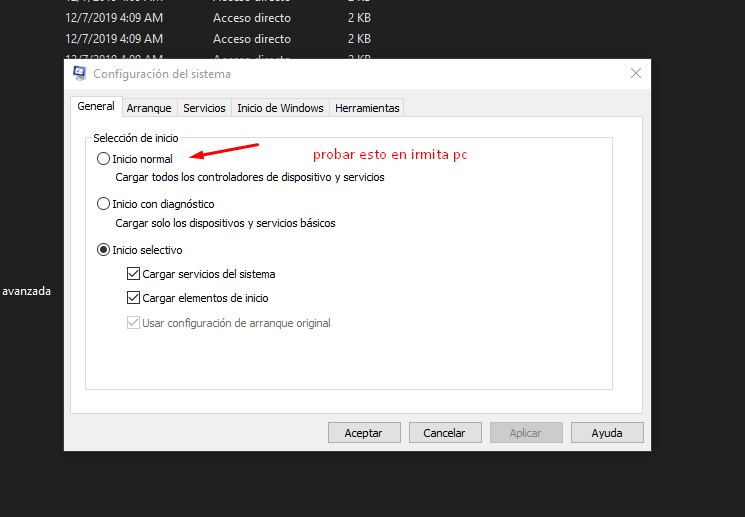 12/7/2019 4:09 AM Acceso directo 2 KB
12/7/2019 4:09 AM Acceso directo 2 KB
12/7/2019 4:09 AM Acceso directo 2 KB
Configuración del sistema
General Arranque Servicios Inicio de Windows Herramientas
Selección de inicio
Inicio normal probar esto en irmita pc
Cargar todos los controladores de dispositivo y servicios
Inicio con diagnóstico
Cargar solo los dispositivos y servicios básicos
Inicio selectivo
Cargar servicios del sistema
avanzada
Cargar elementos de inicio
Usar configuración de arranque original
Aceptar Cancelar Aplicar Ayuda